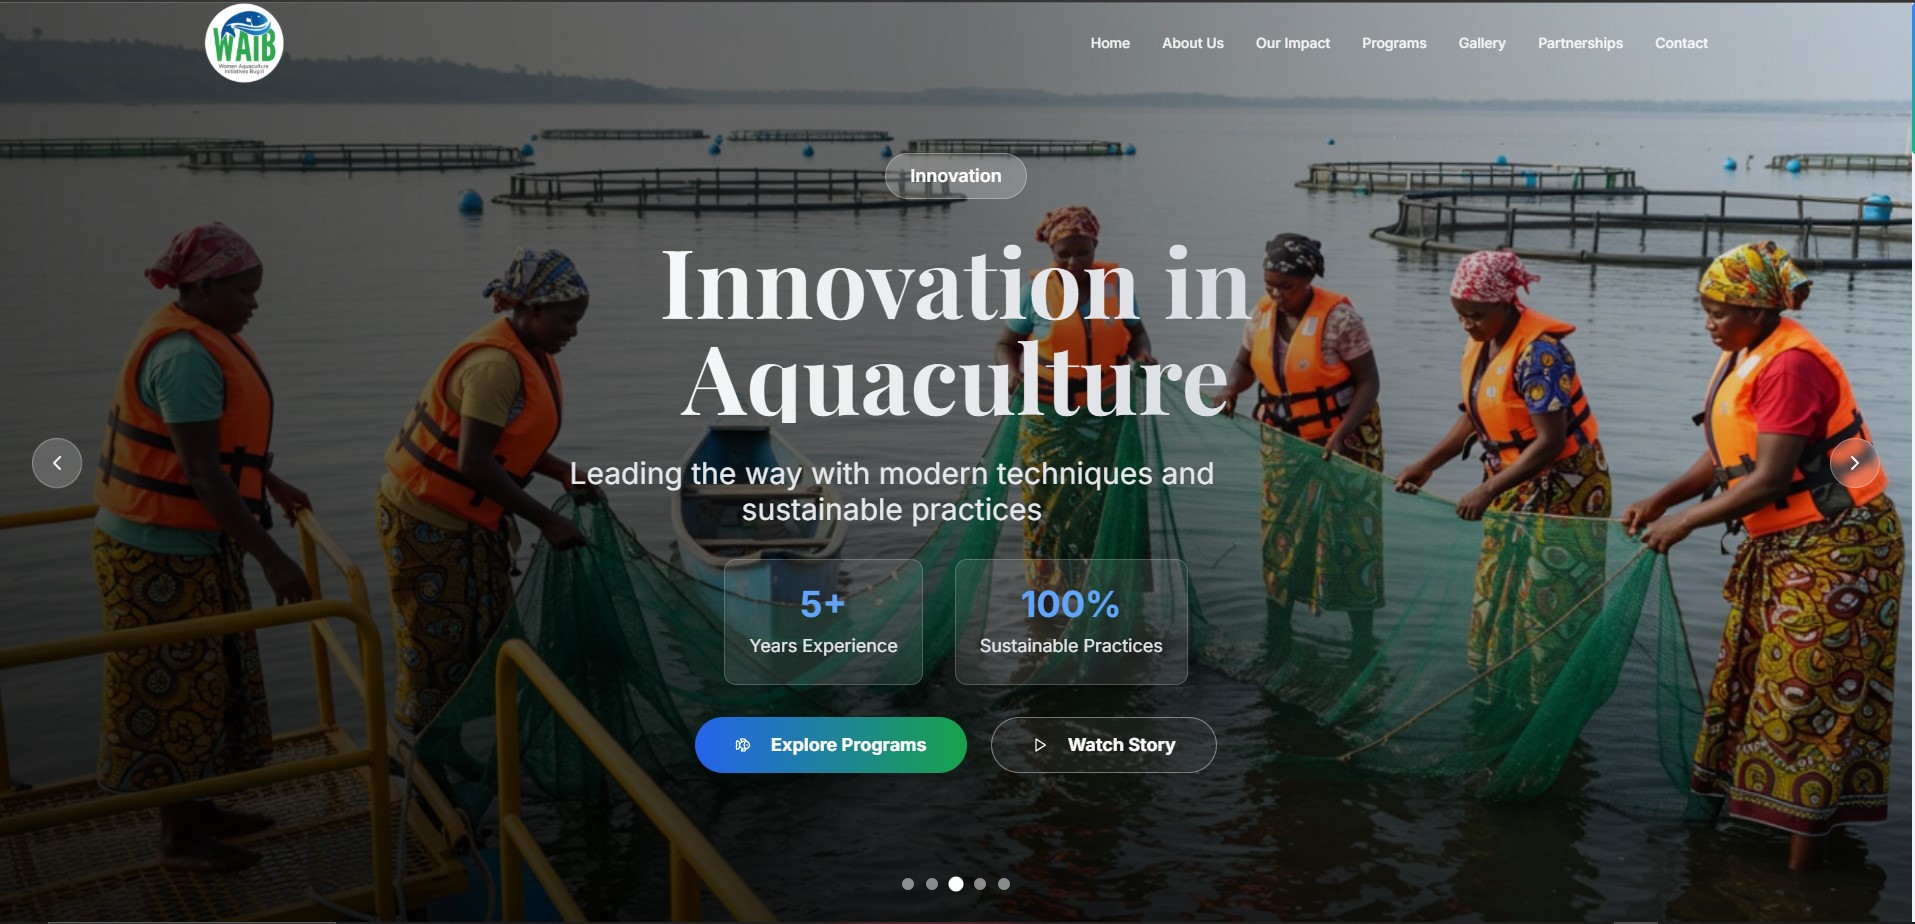 WAIB
Women Aquaculture
Initiatives Bugiri
Home About Us Our Impact Programs Gallery Partnerships Contact
Innovation
Innovation in
Aquaculture
Leading the way with modern techniques and
sustainable practices
5+
Years Experience
100%
Sustainable Practices
Explore Programs
Watch Story